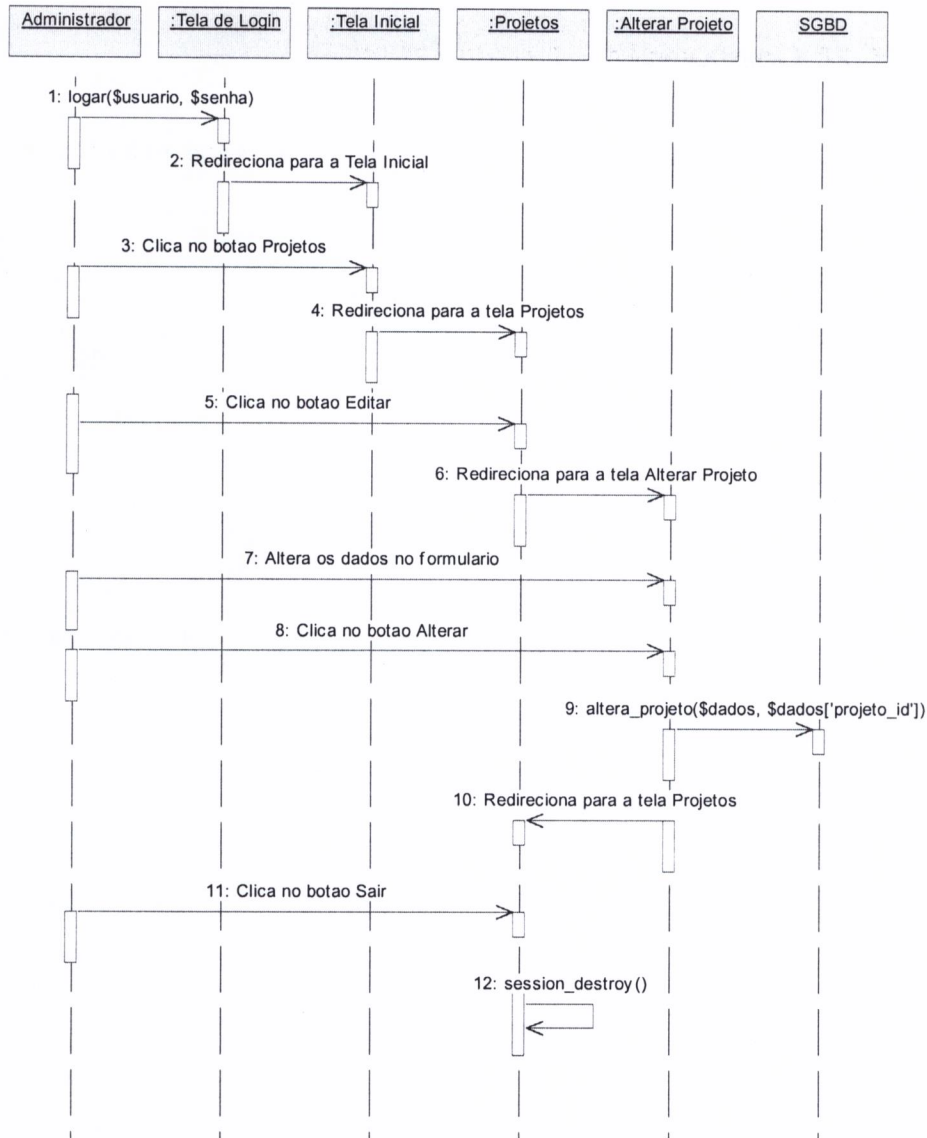 Administrador
:Tela de Login
:Tela Inicial
:Projetos
:Alterar Projeto
SGBD
1: logar($usuario, $senha)
2: Redireciona para a Tela Inicial
3: Clica no botao Projetos
4: Redireciona para a tela Projetos
5: Clica no botao Editar
6: Redireciona para a tela Alterar Projeto
7: Altera os dados no formulario
8: Clica no botao Alterar
9: altera_projeto($dados, $dados['projeto_id'])
10: Redireciona para a tela Projetos
11: Clica no botao Sair
12: session_destroy()